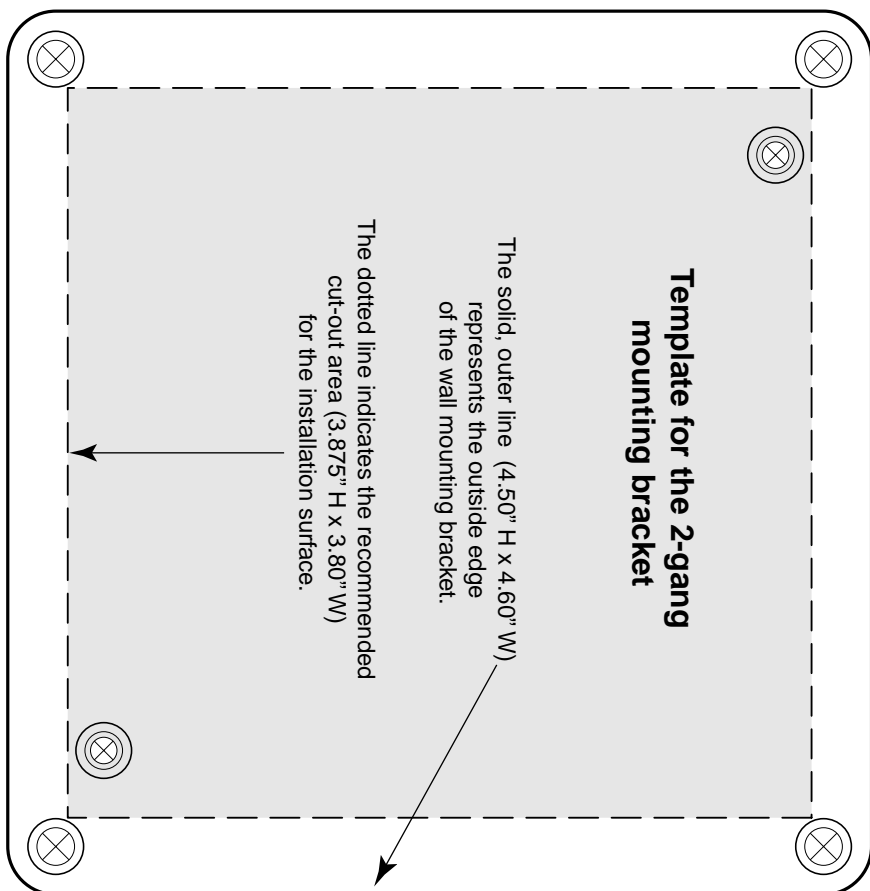 Template for the 2-gang
mounting bracket
The solid, outer line (4.50” H x 4.60” W)
represents the outside edge
of the wall mounting bracket.
The dotted line indicates the recommended
cut-out area (3.875” H x 3.80” W)
for the installation surface.